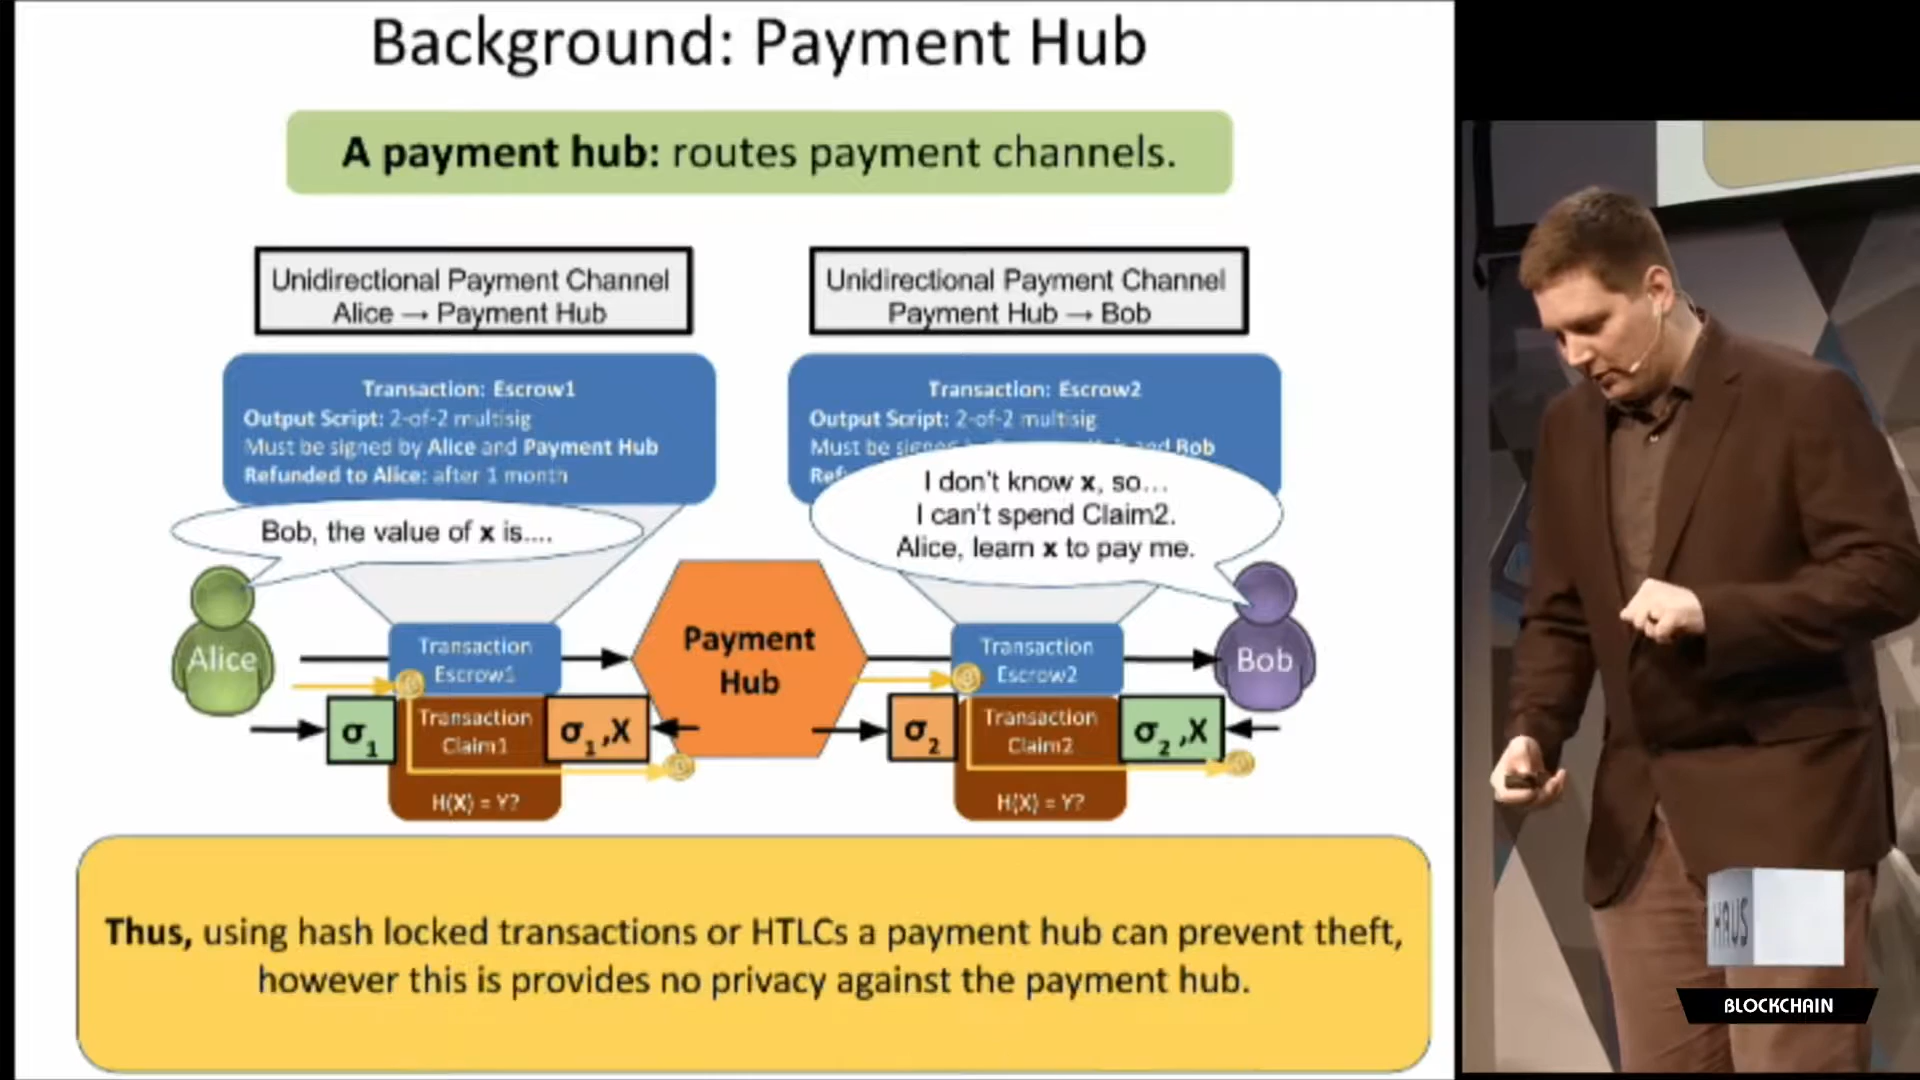 Background: Payment Hub
A payment hub: routes payment channels.
Unidirectional Payment Channel
Alice → Payment Hub
Unidirectional Payment Channel
Payment Hub → Bob
Transaction: Escrow1
Output Script: 2-of-2 multisig
Must be signed by Alice and Payment Hub
Refunded to Alice: after 1 month
Transaction: Escrow2
Output Script: 2-of-2 multisig
Must be and Bob
Bob, the value of x is....
I don't know x, so...
I can't spend Claim2.
Alice, learn x to pay me.
Alice
Transaction
Escrow1
Payment
Hub
Transaction
Escrow2
Bob
σ1
Transaction
Claim1
σ1,X
H(X) = Y?
σ2
Transaction
Claim2
σ2,X
H(X) = Y?
Thus, using hash locked transactions or HTLCs a payment hub can prevent theft,
however this is provides no privacy against the payment hub.
HAUS
BLOCKCHAIN